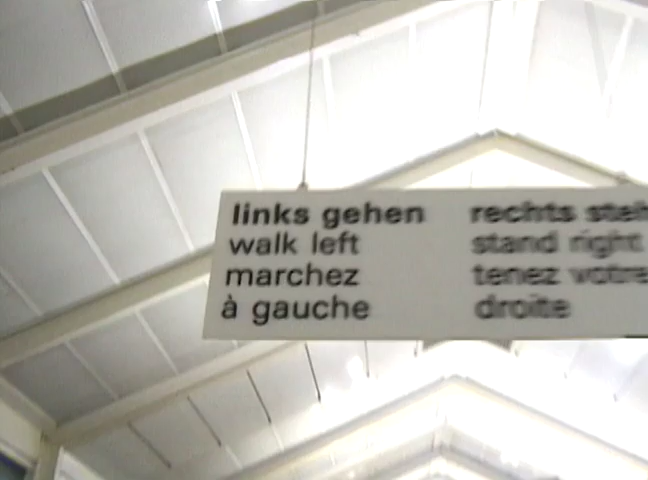 links gehen
walk left
marchez
à gauche
rechts
stand right
tenez votre
droite